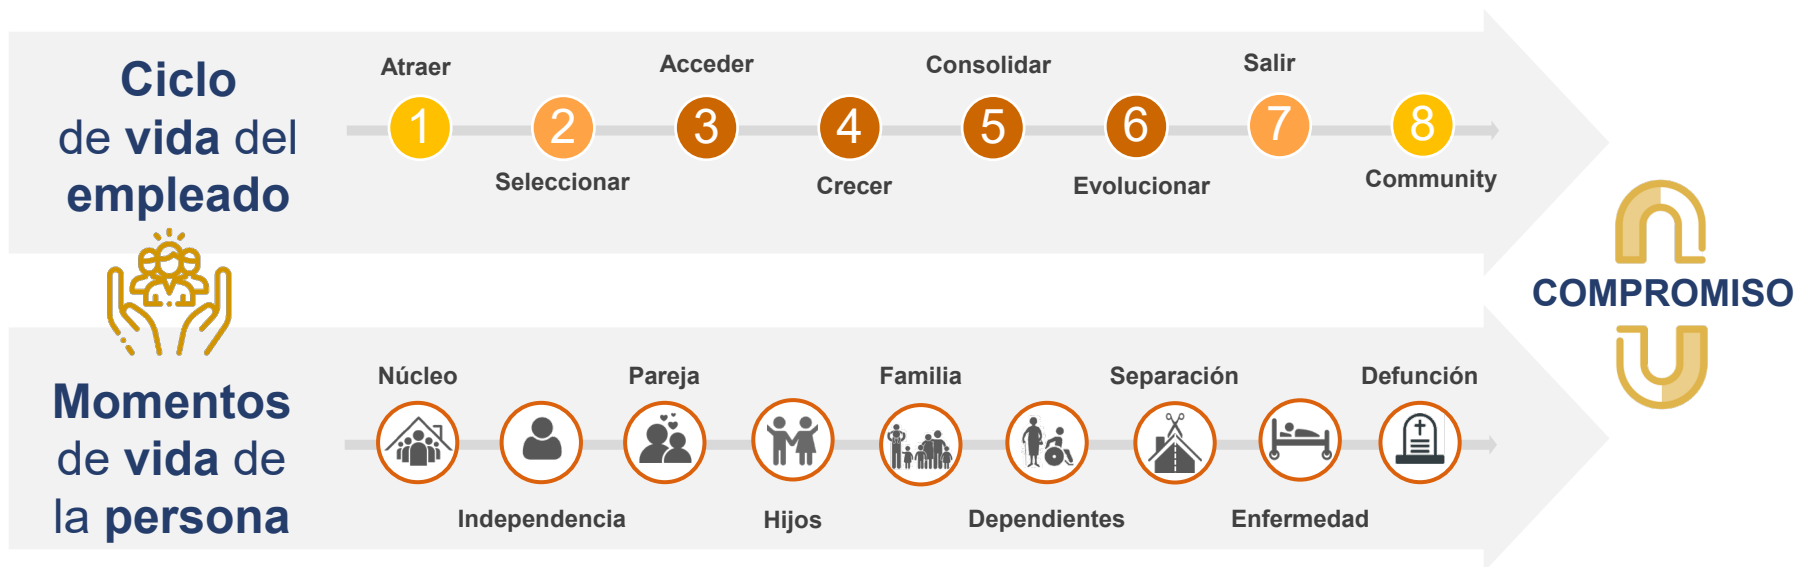 Ciclo
de vida del
empleado
Atraer
Acceder
Consolidar
Salir
1
2
3
4
5
6
7
8
Seleccionar
Crecer
Evolucionar
Community
COMPROMISO
Momentos
de vida de
la persona
Núcleo
Pareja
Familia
Separación
Defunción
Independencia
Hijos
Dependientes
Enfermedad